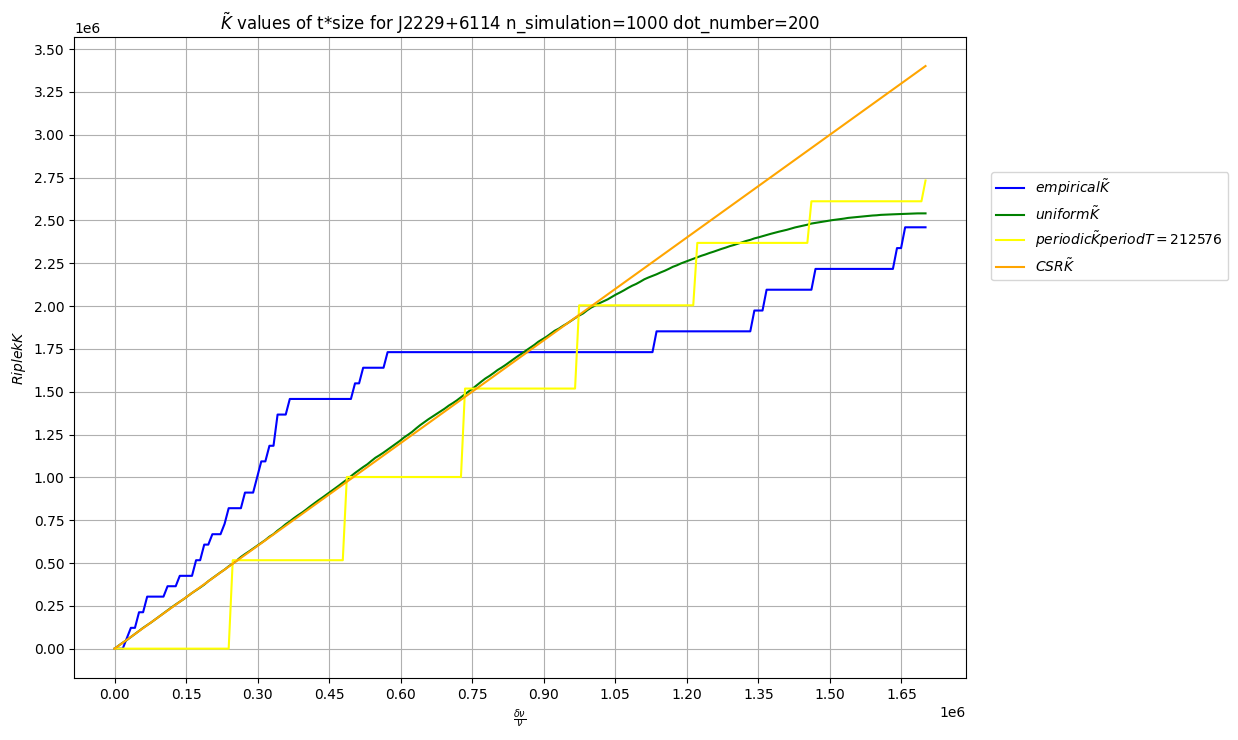 K̃ values of t*size for J2229+6114 n_simulation=1000 dot_number=200
1e6
3.50
3.25
3.00
2.75
2.50
2.25
2.00
1.75
1.50
1.25
1.00
0.75
0.50
0.25
0.00
RiplekK
0.00 0.15 0.30 0.45 0.60 0.75 0.90 1.05 1.20 1.35 1.50 1.65
1e6
δν/ν
empiricalK̃
uniformK̃
periodicK̃periodT = 212576
CSRK̃